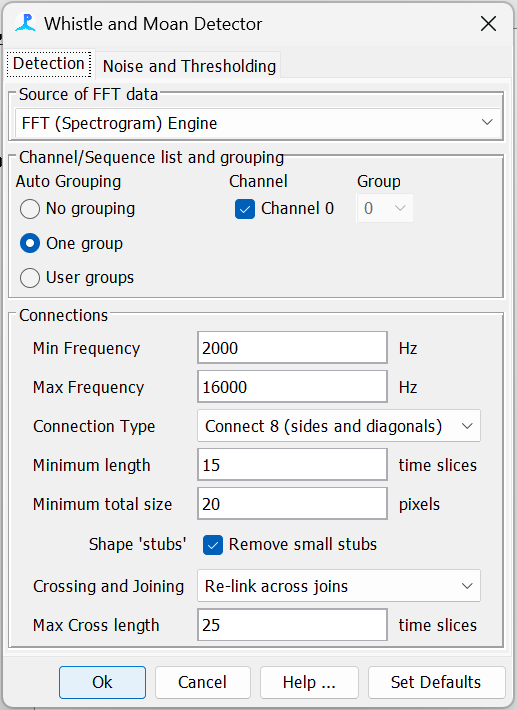 Whistle and Moan Detector
Detection Noise and Thresholding
Source of FFT data
FFT (Spectrogram) Engine
Channel/Sequence list and grouping
Auto Grouping Channel Group
No grouping Channel 0 0
One group
User groups
Connections
Min Frequency 2000 Hz
Max Frequency 16000 Hz
Connection Type Connect 8 (sides and diagonals)
Minimum length 15 time slices
Minimum total size 20 pixels
Shape 'stubs' Remove small stubs
Crossing and Joining Re-link across joins
Max Cross length 25 time slices
Ok Cancel Help ... Set Defaults